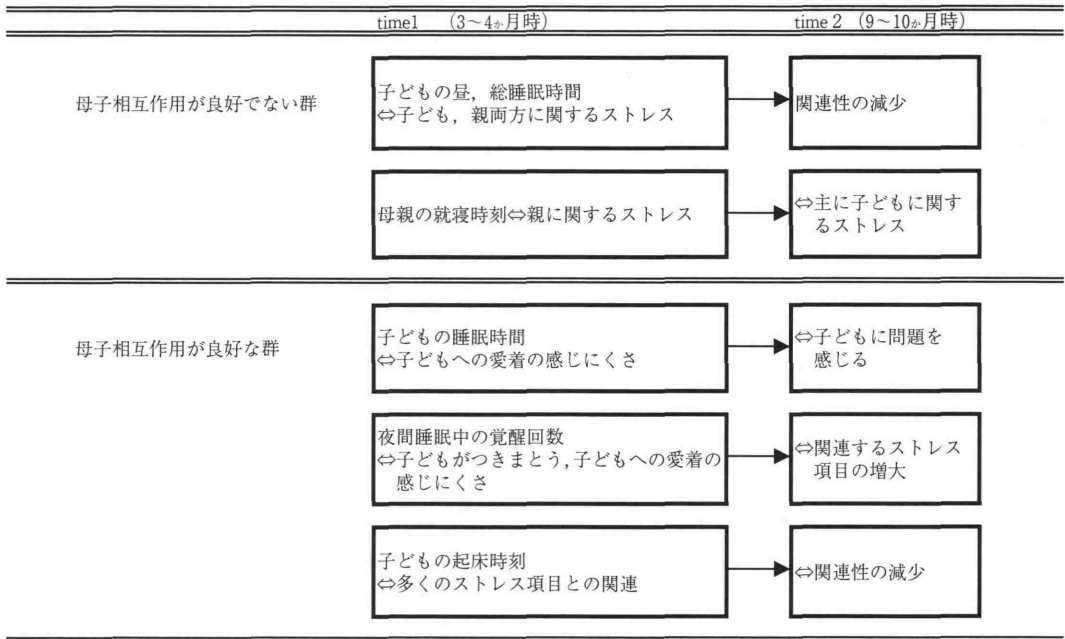 time1 （3～4か月時） time 2 （9～10か月時）
母子相互作用が良好でない群
子どもの昼，総睡眠時間
⇔子ども，親両方に関するストレス
関連性の減少
母親の就寝時刻⇔親に関するストレス
⇔主に子どもに関す
るストレス
母子相互作用が良好な群
子どもの睡眠時間
⇔子どもへの愛着の感じにくさ
⇔子どもに問題を
感じる
夜間睡眠中の覚醒回数
⇔子どもがつきまとう，子どもへの愛着の
感じにくさ
⇔関連するストレス
項目の増大
子どもの起床時刻
⇔多くのストレス項目との関連
⇔関連性の減少